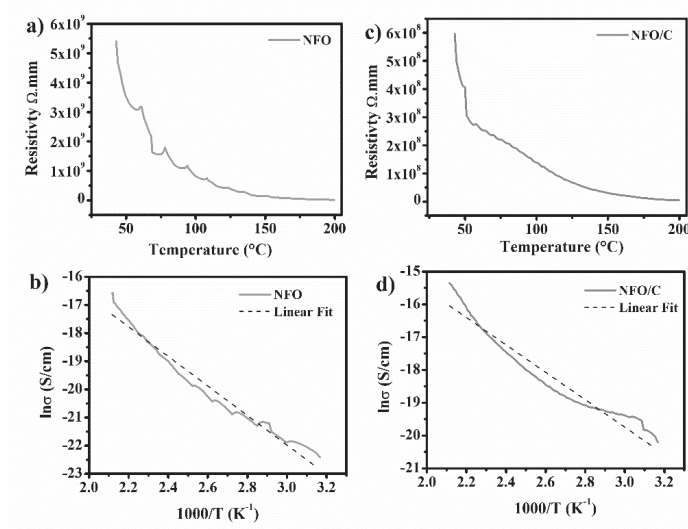 a)
NFO
Resistivty Ω.mm
6x10⁹
5x10⁹
4x10⁹
3x10⁹
2x10⁹
1x10⁹
0
50
100
150
200
Temperature (°C)
c)
NFO/C
Resistivty Ω.mm
6x10⁸
5x10⁸
4x10⁸
3x10⁸
2x10⁸
1x10⁸
0
50
100
150
200
Temperature (°C)
b)
NFO
Linear Fit
lnσ (S/cm)
-16
-17
-18
-19
-20
-21
-22
-23
2.0
2.2
2.4
2.6
2.8
3.0
3.2
1000/T (K⁻¹)
d)
NFO/C
Linear Fit
lnσ (S/cm)
-15
-16
-17
-18
-19
-20
-21
2.0
2.2
2.4
2.6
2.8
3.0
3.2
1000/T (K⁻¹)